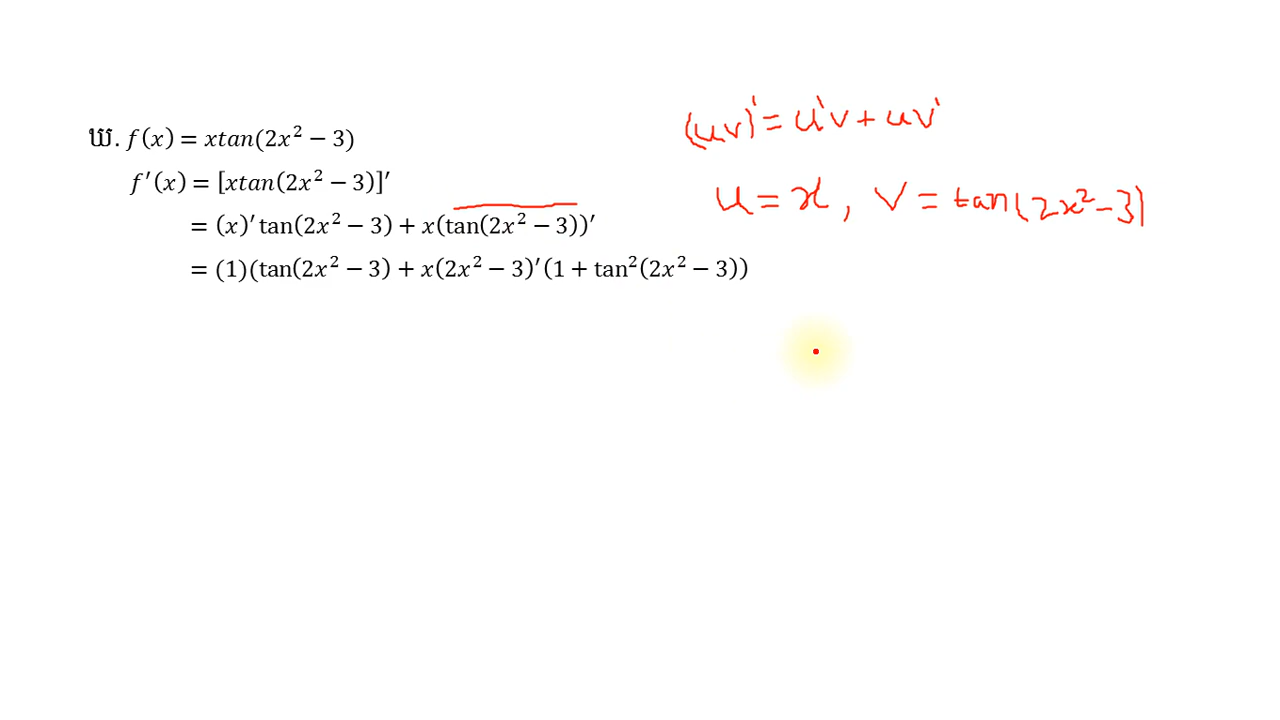 ឃ. f(x) = xtan(2x² − 3)
f′(x) = [xtan(2x² − 3)]′
= (x)′ tan(2x² − 3) + x(tan(2x² − 3))′
= (1)(tan(2x² − 3) + x(2x² − 3)′(1 + tan²(2x² − 3))
(uv)' = u'v + uv'
u = x, v = tan(2x²-3)